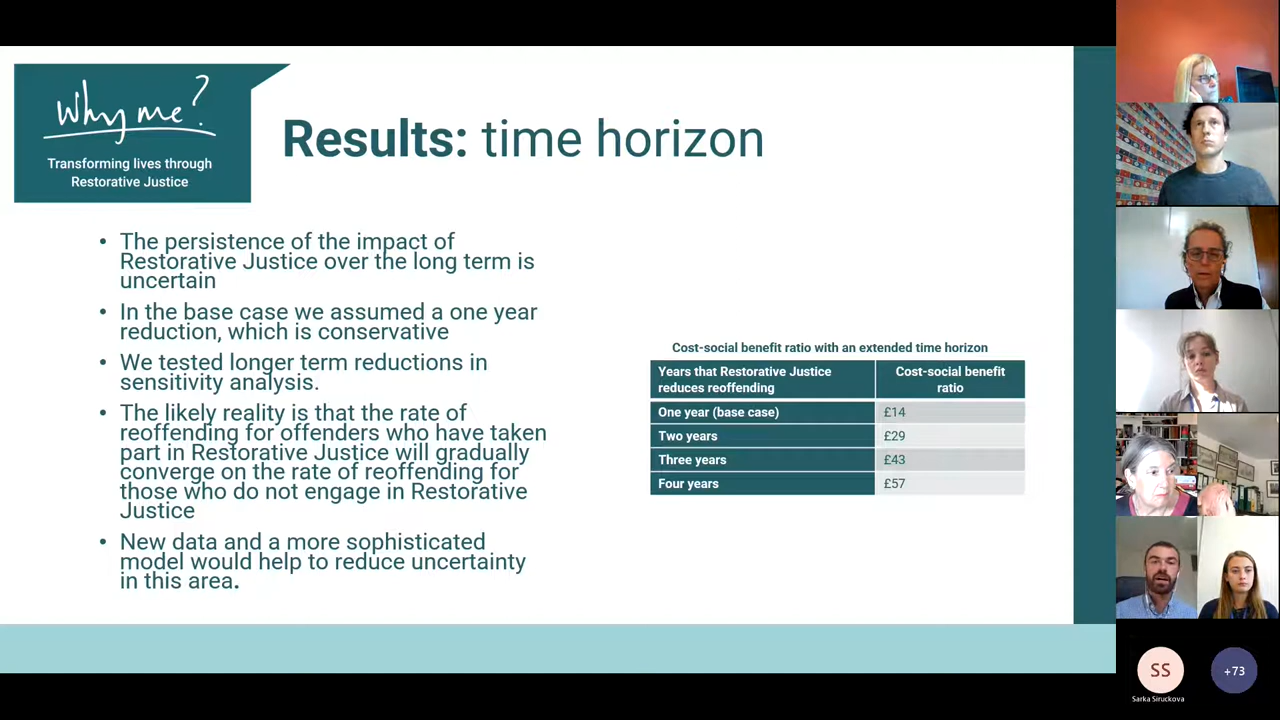 Why me?
Transforming lives through
Restorative Justice
Results: time horizon
• The persistence of the impact of
Restorative Justice over the long term is
uncertain
• In the base case we assumed a one year
reduction, which is conservative
• We tested longer term reductions in
sensitivity analysis.
• The likely reality is that the rate of
reoffending for offenders who have taken
part in Restorative Justice will gradually
converge on the rate of reoffending for
those who do not engage in Restorative
Justice
• New data and a more sophisticated
model would help to reduce uncertainty
in this area.
Cost-social benefit ratio with an extended time horizon
Years that Restorative Justice
reduces reoffending
Cost-social benefit
ratio
One year (base case) £14
Two years £29
Three years £43
Four years £57
SS
Sarka Siruckova
+73